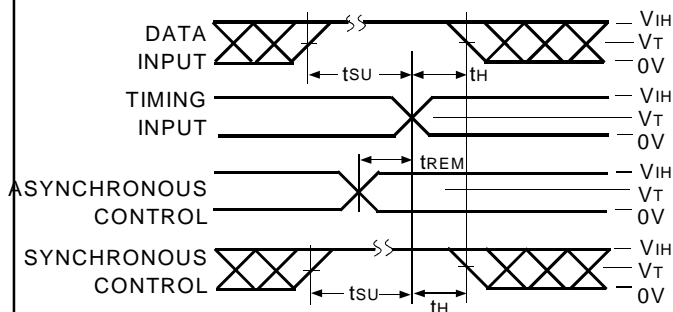 DATA
INPUT
tSU
tH
VIH
VT
0V
TIMING
INPUT
VIH
VT
0V
tREM
ASYNCHRONOUS
CONTROL
VIH
VT
0V
SYNCHRONOUS
CONTROL
tSU
tH
VIH
VT
0V